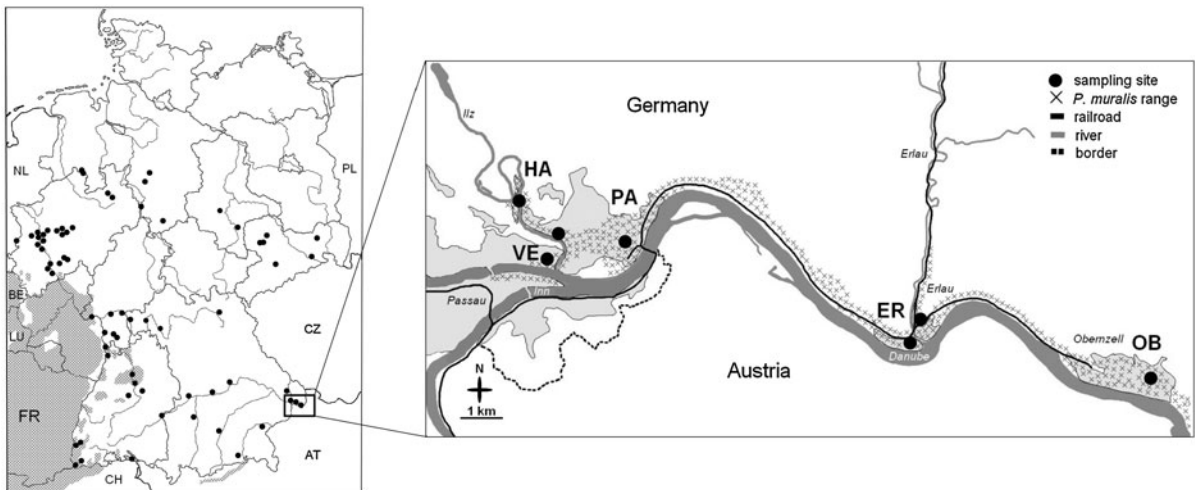 NL
PL
BE
LU
CZ
FR
AT
CH
Germany
sampling site
P. muralis range
railroad
river
border
Ilz
HA
PA
VE
Erlau
Passau
Inn
ER
Erlau
Danube
Obernzell
OB
Austria
N
1 km